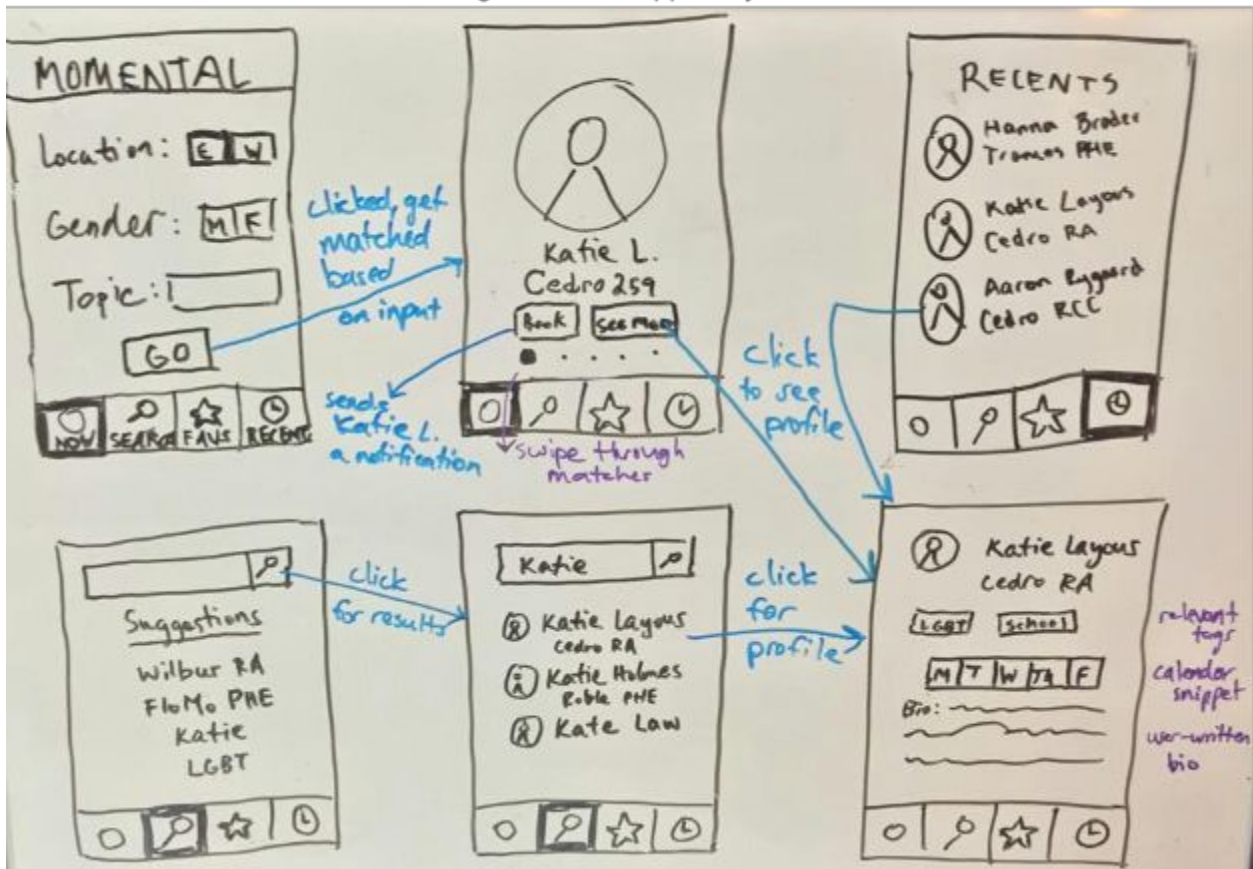 MOMENTAL
Location: E W
Gender: M F
Topic:
GO
NOW SEARCH FAVS RECENT
clicked, get
matched
based
on input
Katie L.
Cedro 259
Book See More
sends
Katie L.
a notification
swipe through
matches
RECENTS
Hanna Broder
Trancos PHE
Katie Layous
Cedro RA
Aaron Rygaard
Cedro RCC
click
to see
profile
Suggestions
Wilbur RA
FloMo PHE
Katie
LGBT
click
for results
Katie
Katie Layous
Cedro RA
Katie Holmes
Roble PHE
Kate Law
click
for
profile
Katie Layous
Cedro RA
LGBT School
M T W Th F
Bio:
relevant
tags
calendar
snippet
user-written
bio